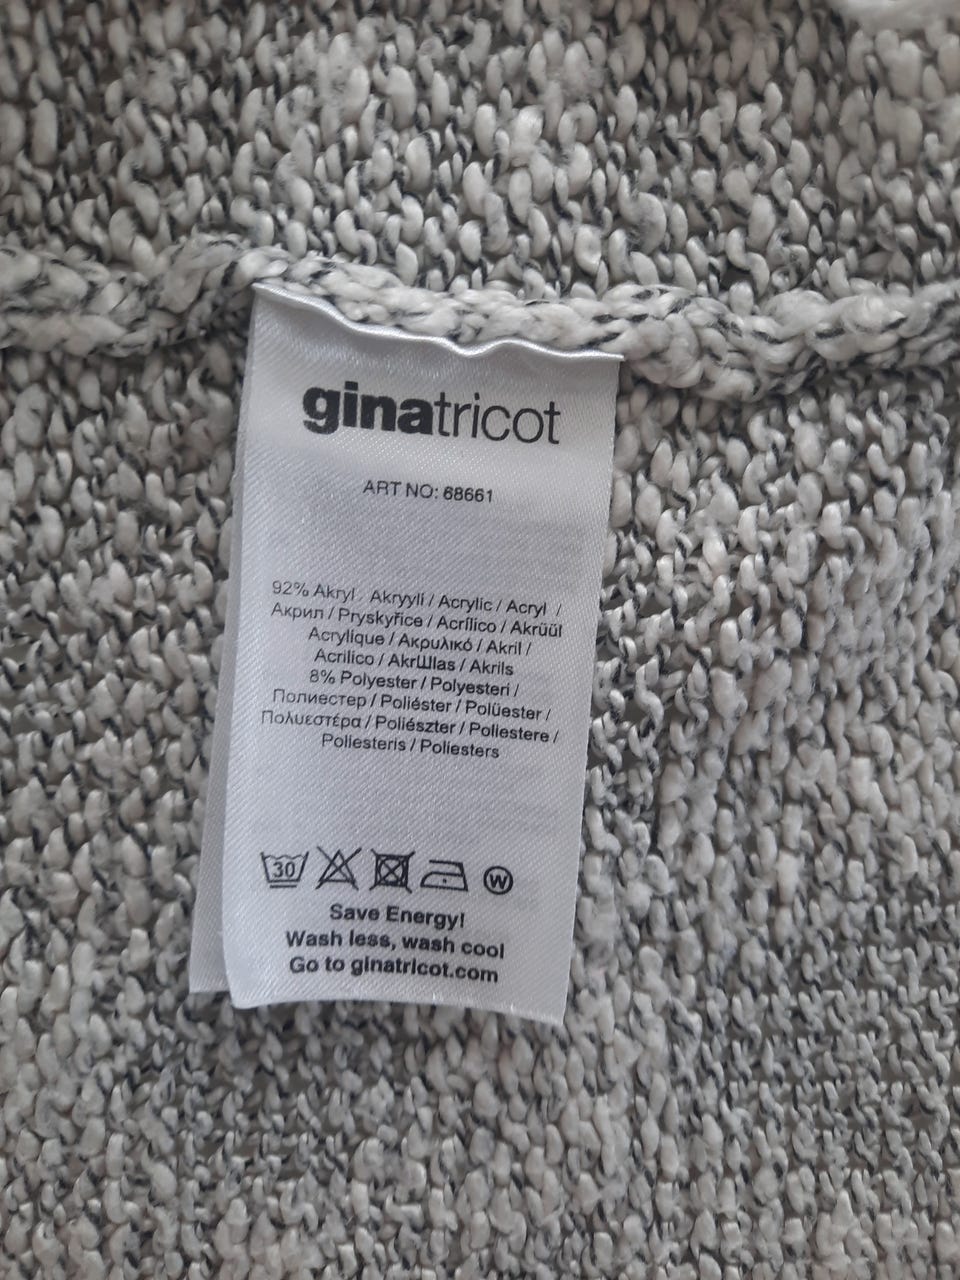 ginatricot
ART NO: 88661
92% Akryl / Akryyli / Acrylic / Acryl /
Акрил / Pryskyřice / Acrílico / Akrüül
Acrylique / Ακρυλικό / Akril /
Acrilico / AkrШlas / Akrils
8% Polyester / Polyesteri /
Полиестер / Poliéster / Polüester /
Πολυεστέρα / Poliészter / Poliestere /
Poliesteris / Poliesters
30
W
Save Energy!
Wash less, wash cool
Go to ginatricot.com